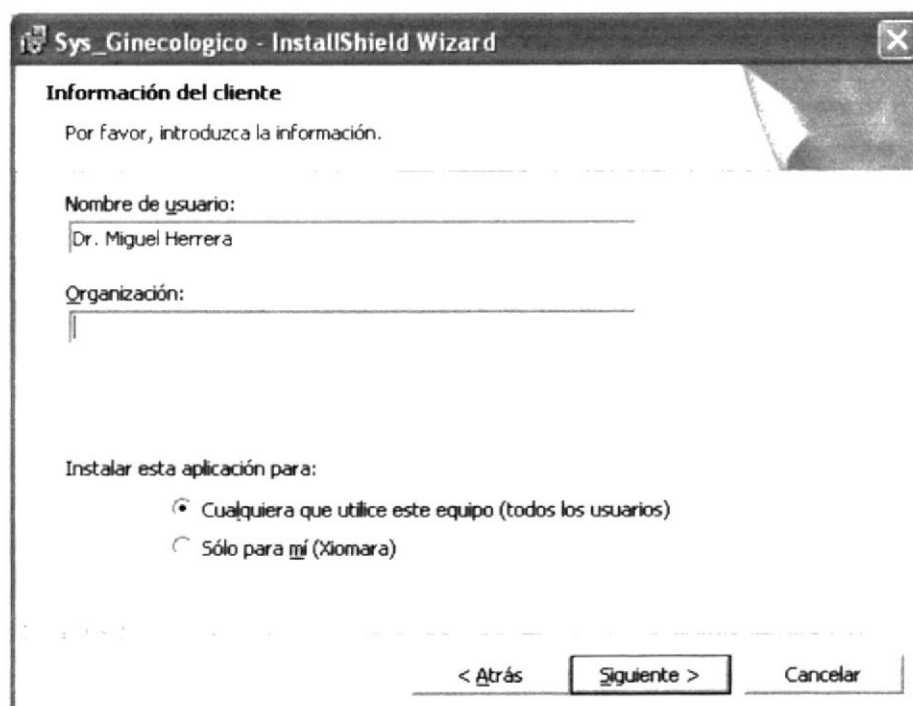 Sys_Ginecologico - InstallShield Wizard
Información del cliente
Por favor, introduzca la información.
Nombre de usuario:
Dr. Miguel Herrera
Organización:
Instalar esta aplicación para:
Cualquiera que utilice este equipo (todos los usuarios)
Sólo para mí (Xiomara)
< Atrás Siguiente > Cancelar